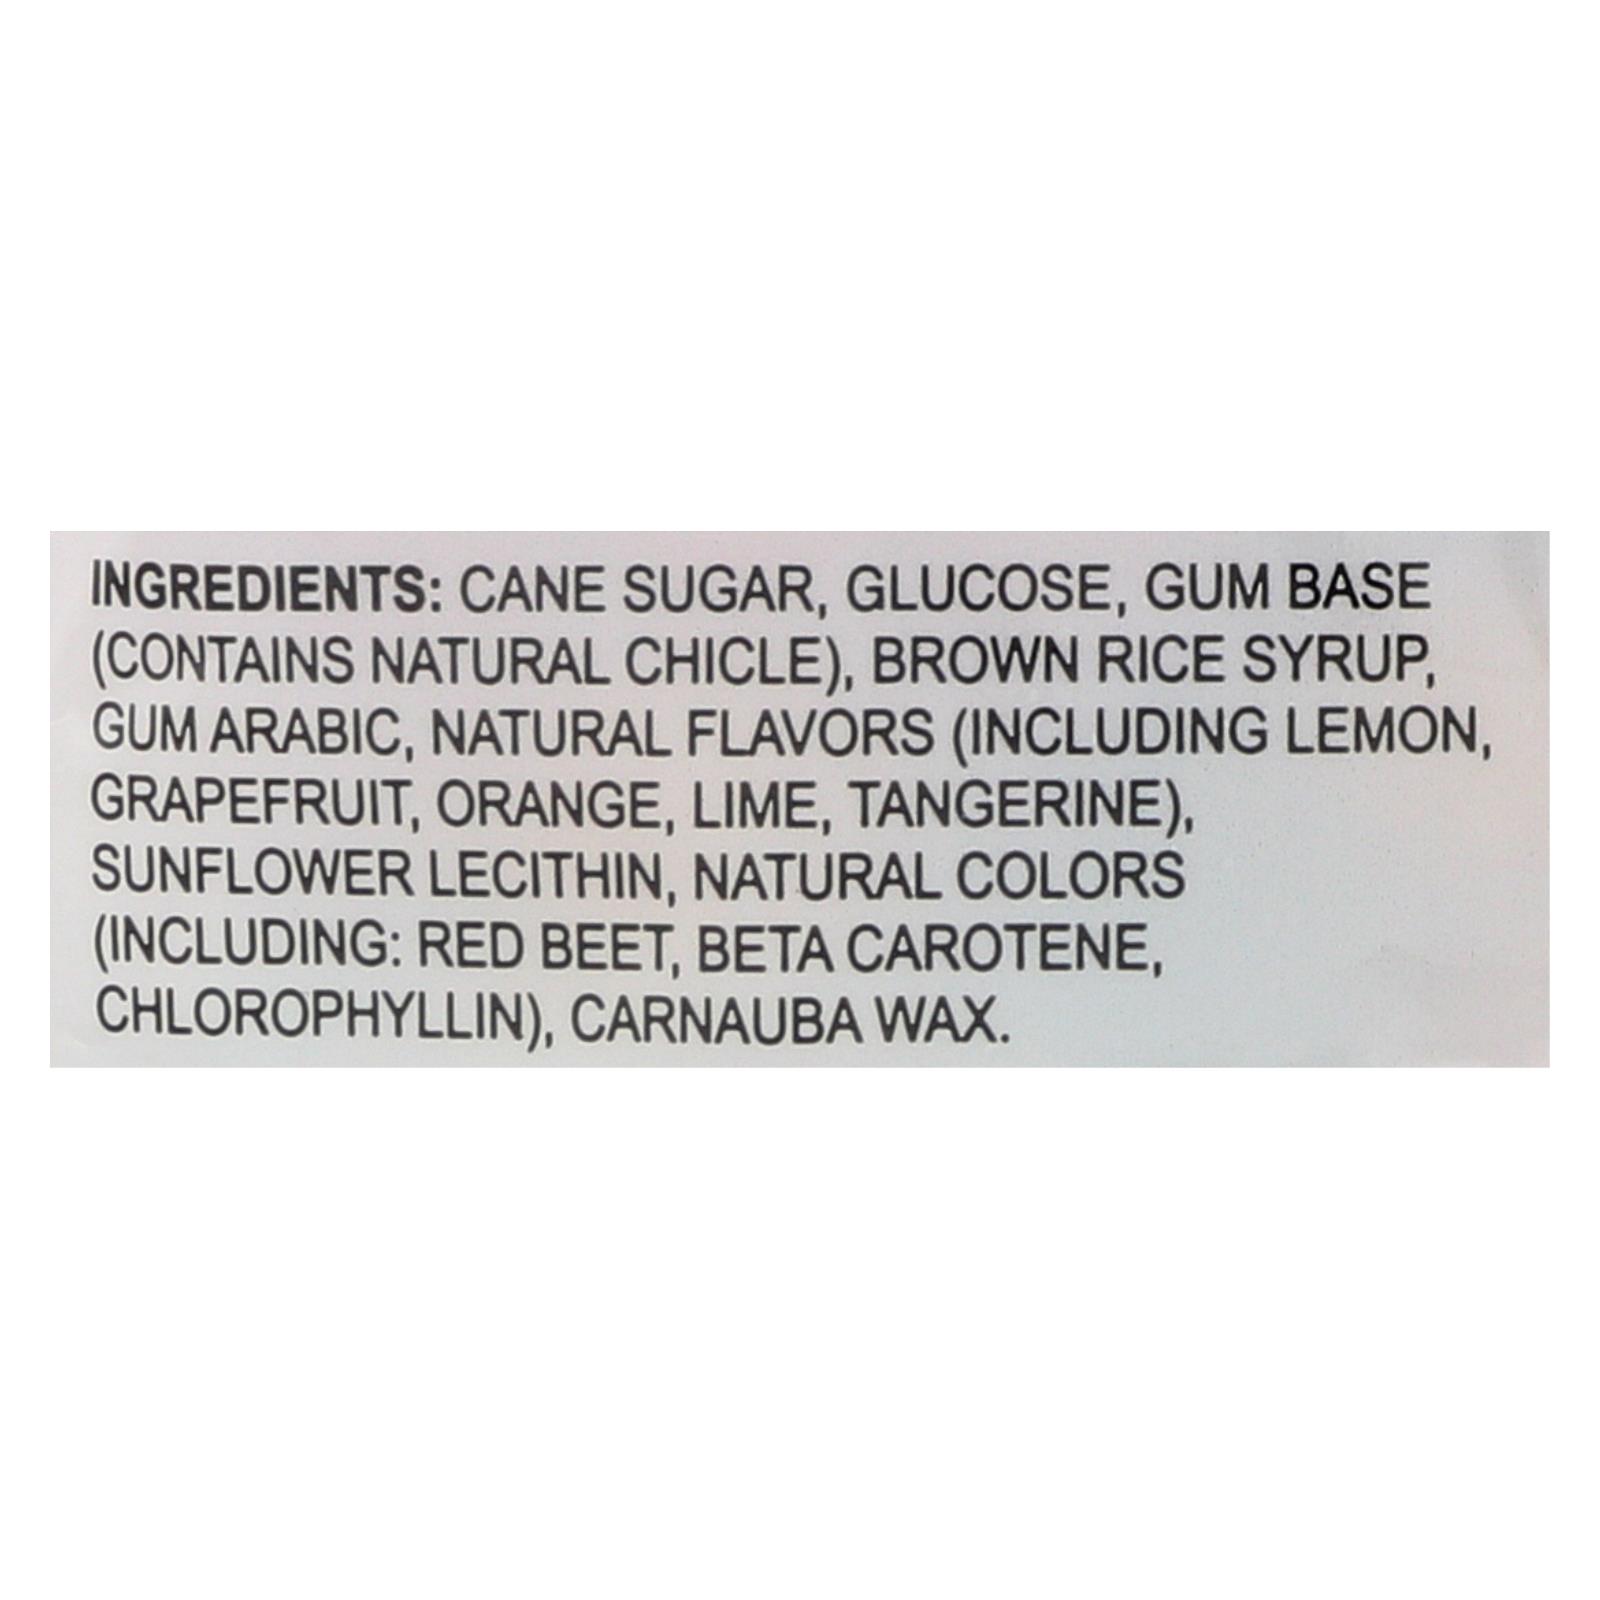 INGREDIENTS: CANE SUGAR, GLUCOSE, GUM BASE
(CONTAINS NATURAL CHICLE), BROWN RICE SYRUP,
GUM ARABIC, NATURAL FLAVORS (INCLUDING LEMON,
GRAPEFRUIT, ORANGE, LIME, TANGERINE),
SUNFLOWER LECITHIN, NATURAL COLORS
(INCLUDING: RED BEET, BETA CAROTENE,
CHLOROPHYLLIN), CARNAUBA WAX.